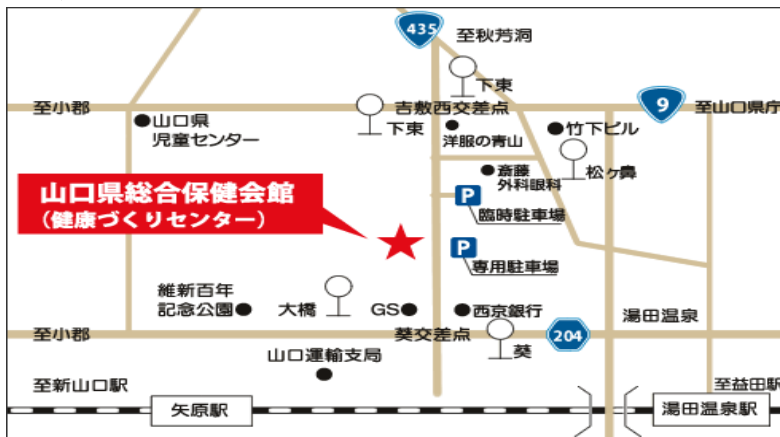 435
至秋芳洞
下東
至小郡
吉敷西交差点
9
至山口県庁
山口県
児童センター
下東
洋服の青山
竹下ビル
斎藤
外科眼科
松ヶ鼻
山口県総合保健会館
(健康づくりセンター)
P
臨時駐車場
P
専用駐車場
維新百年
記念公園
大橋
GS
西京銀行
湯田温泉
至小郡
葵交差点
葵
204
山口運輸支局
至新山口駅
至益田駅
矢原駅
湯田温泉駅